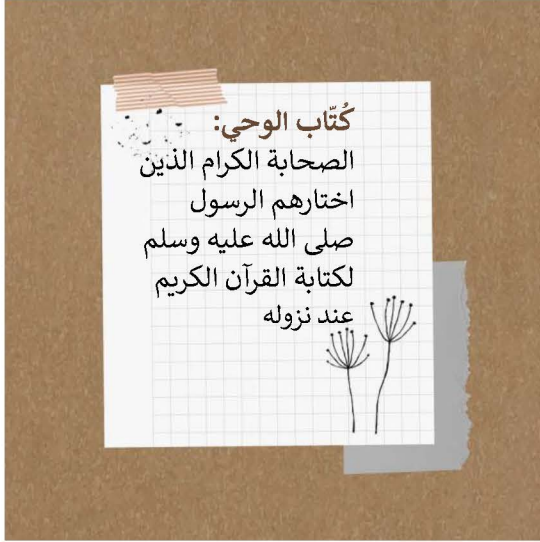 كُتّاب الوحي:
الصحابة الكرام الذين
اختارهم الرسول
صلى الله عليه وسلم
لكتابة القرآن الكريم
عند نزوله